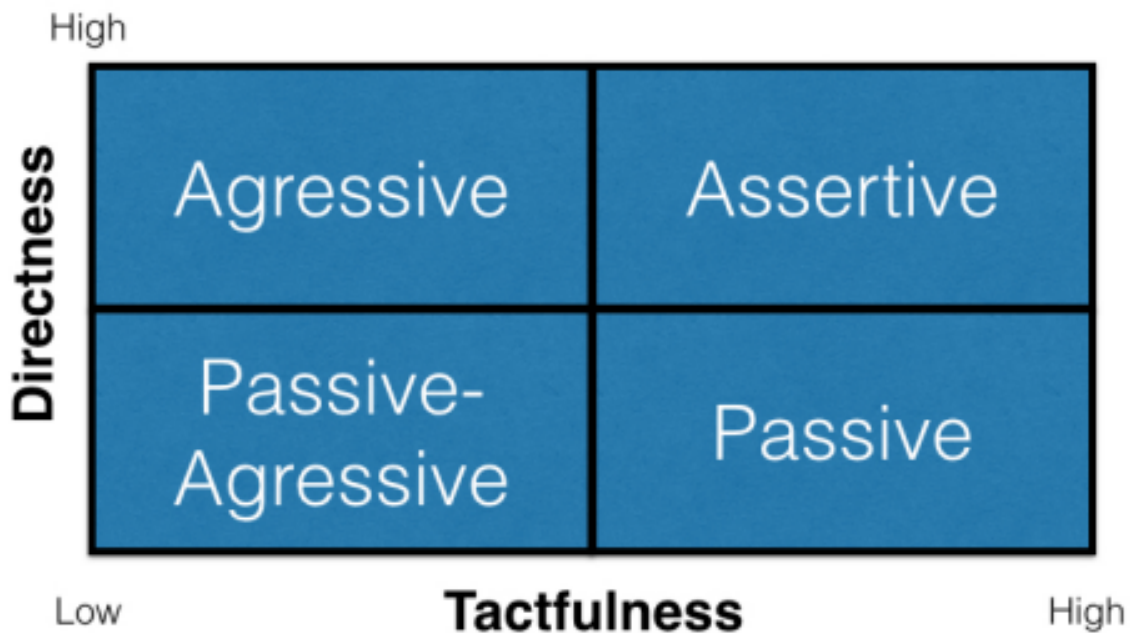 High
Directness
Agressive
Assertive
Passive-
Agressive
Passive
Low
Tactfulness
High